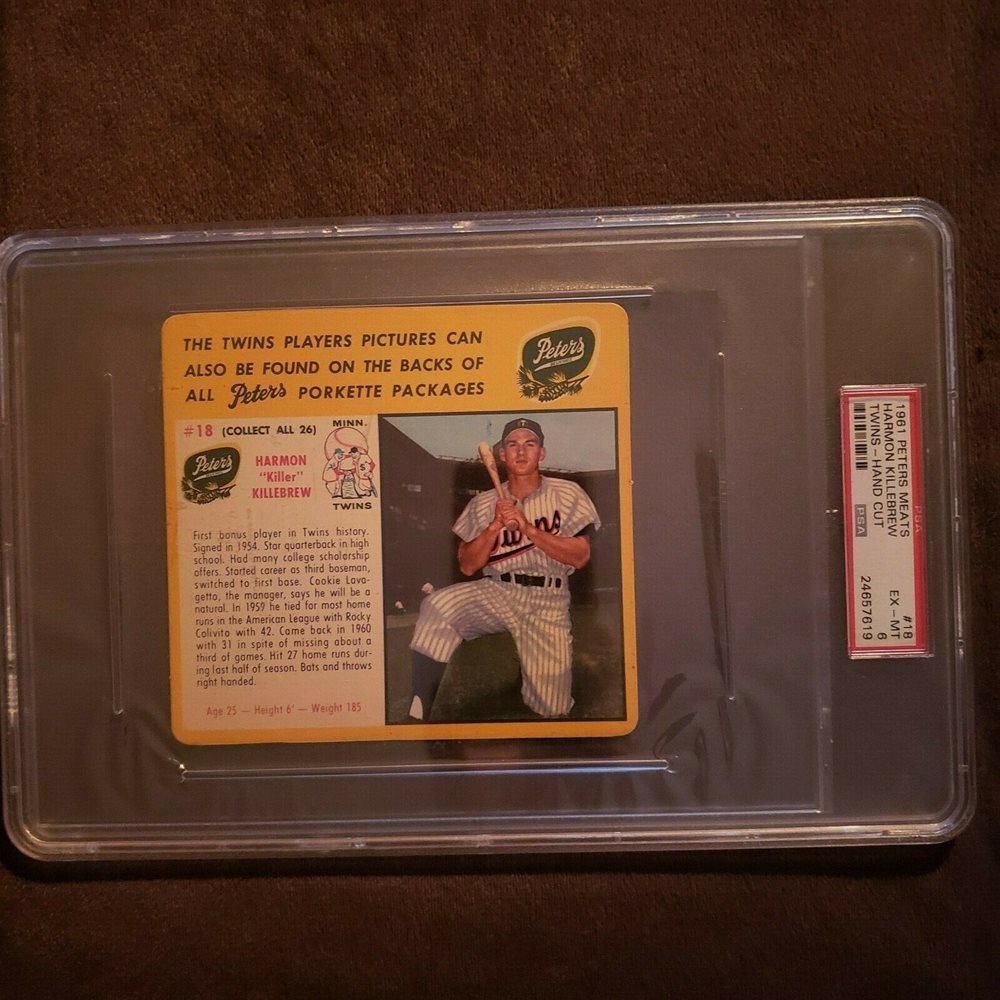 THE TWINS PLAYERS PICTURES CAN
ALSO BE FOUND ON THE BACKS OF
ALL Peters PORKETTE PACKAGES
Peters
#18 (COLLECT ALL 26)
Peters
HARMON
"Killer"
KILLEBREW
MINN.
TWINS
First bonus player in Twins history.
Signed in 1954. Star quarterback in high
school. Had many college scholarship
offers. Started career as third baseman,
switched to first base. Cookie Lava-
getto, the manager, says he will be a
natural. In 1959 he tied for most home
runs in the American League with Rocky
Colivito with 42. Came back in 1960
with 31 in spite of missing about a
third of games. Hit 27 home runs dur-
ing last half of season. Bats and throws
right handed.
Age 25 — Height 6' — Weight 185
Twins
T
1961 PETERS MEATS #18
HARMON KILLEBREW EX-MT
TWINS-HAND CUT 6
PSA
24657619
PSA